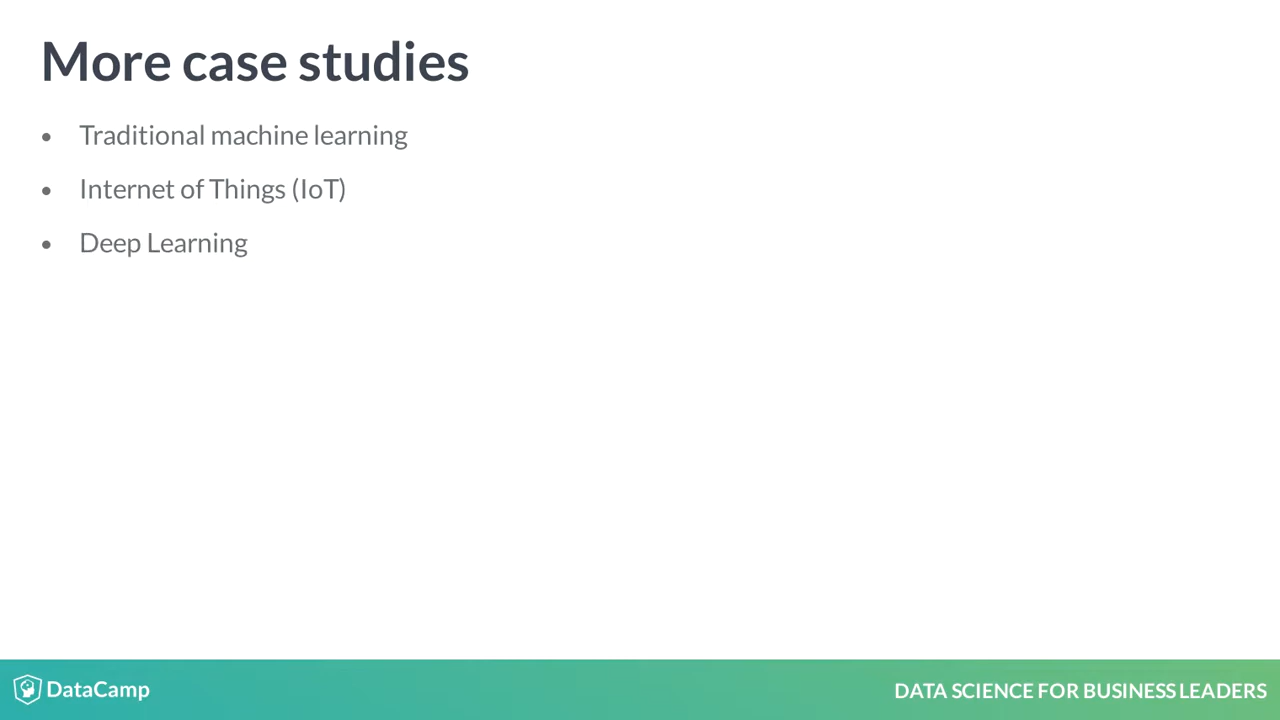 More case studies
• Traditional machine learning
• Internet of Things (IoT)
• Deep Learning
DataCamp
DATA SCIENCE FOR BUSINESS LEADERS